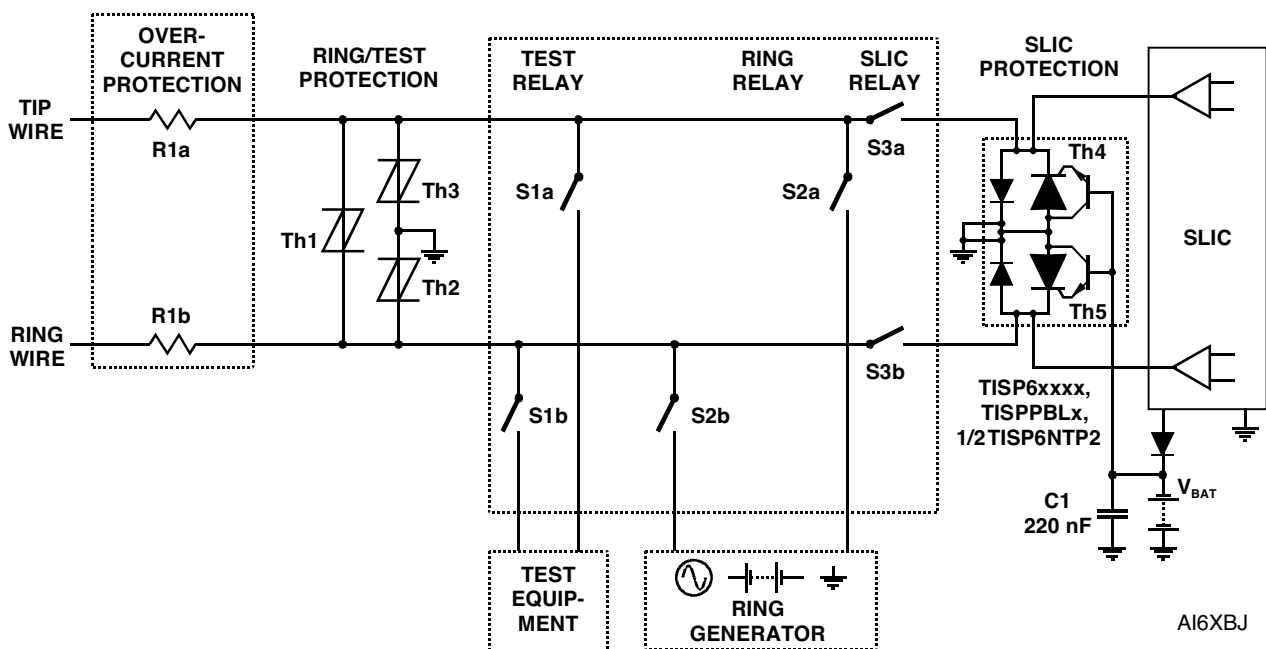 OVER-
CURRENT
PROTECTION
RING/TEST
PROTECTION
TEST
RELAY
RING
RELAY
SLIC
RELAY
SLIC
PROTECTION
TIP
WIRE
R1a
Th3
Th1
Th2
S1a
S2a
S3a
Th4
SLIC
Th5
R1b
RING
WIRE
S3b
S1b
S2b
TISP6xxxx,
TISPPBLx,
1/2TISP6NTP2
C1
220 nF
VBAT
TEST
EQUIP-
MENT
RING
GENERATOR
AI6XBJ